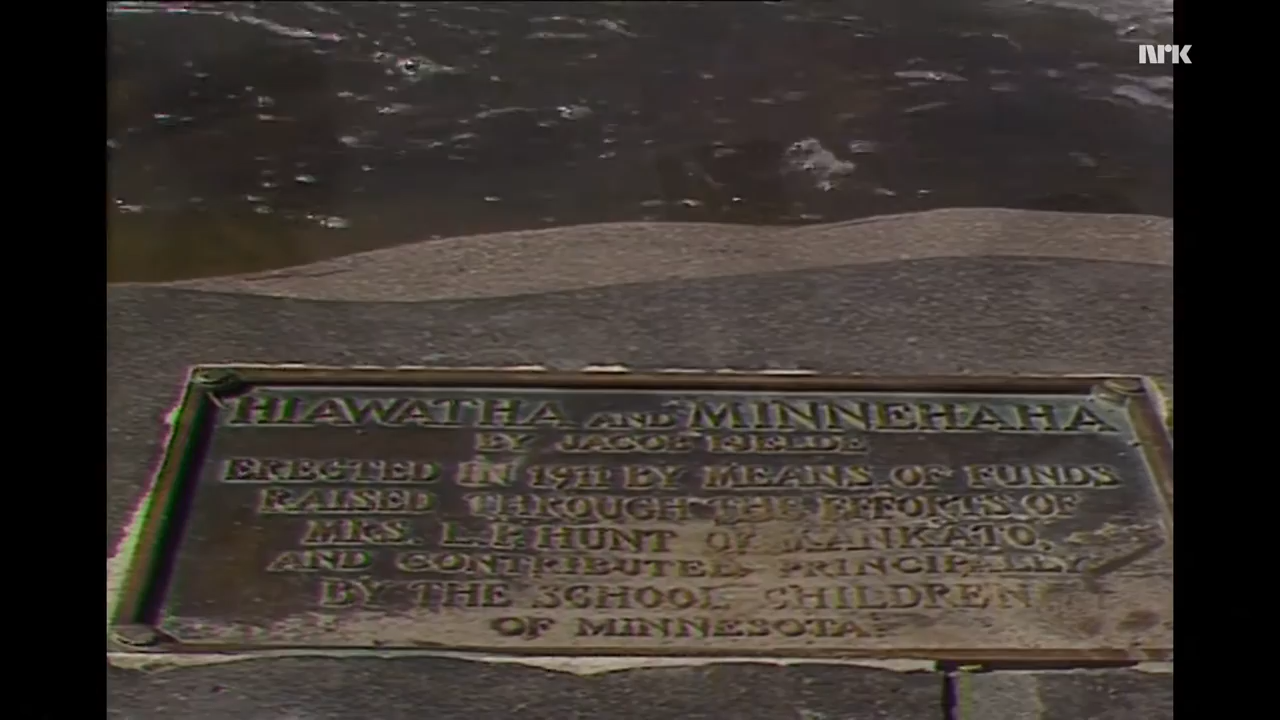 NRK
HIAWATHA AND MINNEHAHA
BY JACOB FJELDE
ERECTED IN 1911 BY MEANS OF FUNDS
RAISED THROUGH THE EFFORTS OF
MRS. L.P. HUNT OF MANKATO,
AND CONTRIBUTED PRINCIPALLY
BY THE SCHOOL CHILDREN
OF MINNESOTA